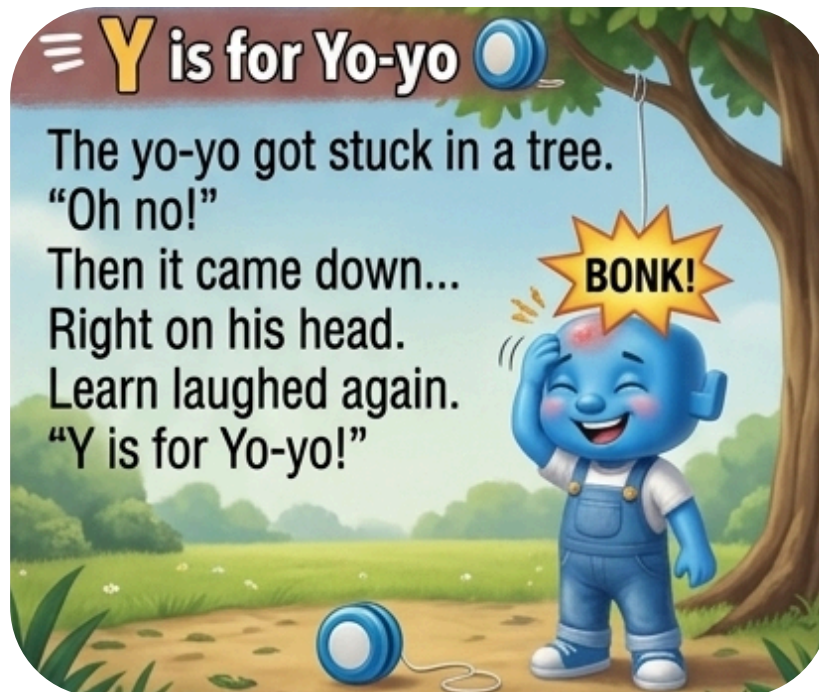 Y is for Yo-yo
The yo-yo got stuck in a tree.
“Oh no!”
Then it came down...
Right on his head.
Learn laughed again.
“Y is for Yo-yo!”
BONK!